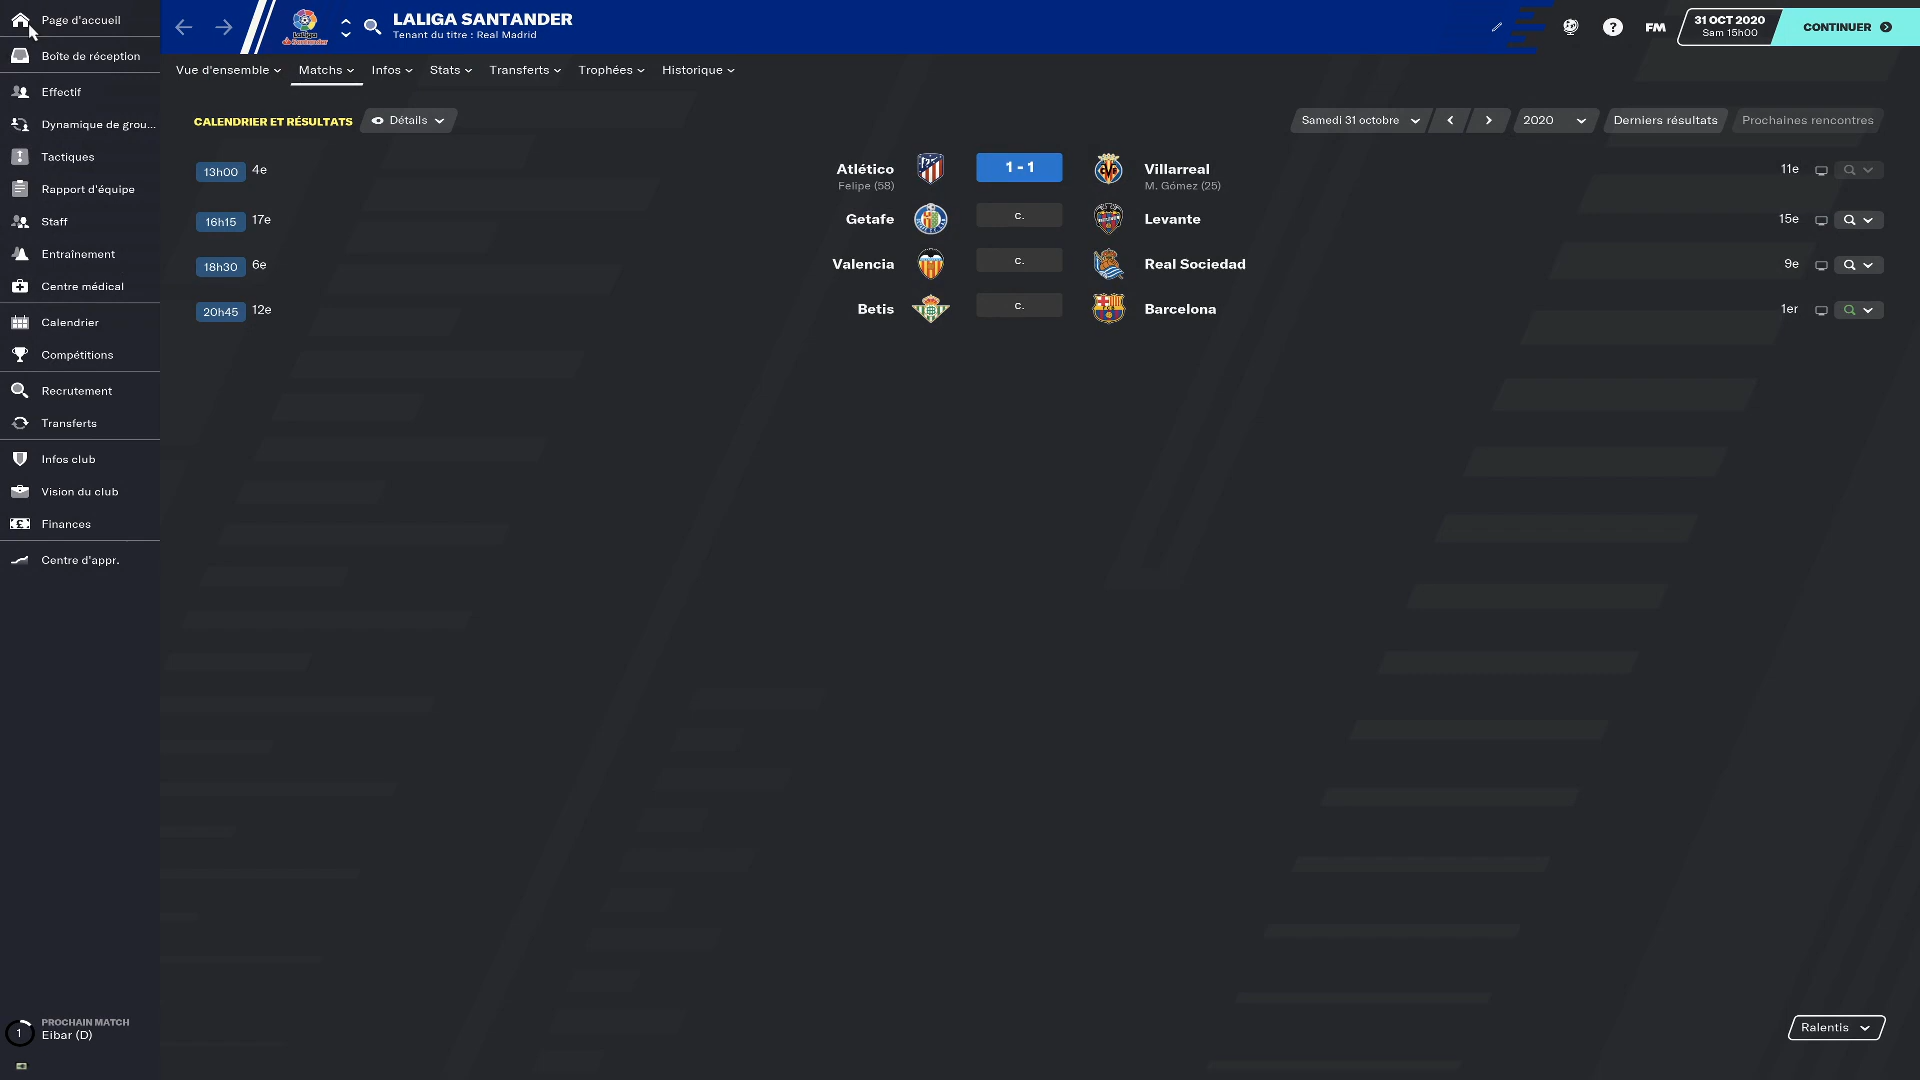 Page d'accueil
Boîte de réception
Effectif
Dynamique de grou...
Tactiques
Rapport d'équipe
Staff
Entraînement
Centre médical
Calendrier
Compétitions
Recrutement
Transferts
Infos club
Vision du club
Finances
Centre d'appr.
1 PROCHAIN MATCH
Eibar (D)
LALIGA SANTANDER
Tenant du titre : Real Madrid
FM
31 OCT 2020
Sam 15h00
CONTINUER
Vue d'ensemble Matchs Infos Stats Transferts Trophées Historique
CALENDRIER ET RÉSULTATS Détails Samedi 31 octobre 2020 Derniers résultats Prochaines rencontres
13h00 4e Atlético 1 - 1 Villarreal 11e
Felipe (58) M. Gómez (25)
16h15 17e Getafe c. Levante 15e
18h30 6e Valencia c. Real Sociedad 9e
20h45 12e Betis c. Barcelona 1er
Ralentis